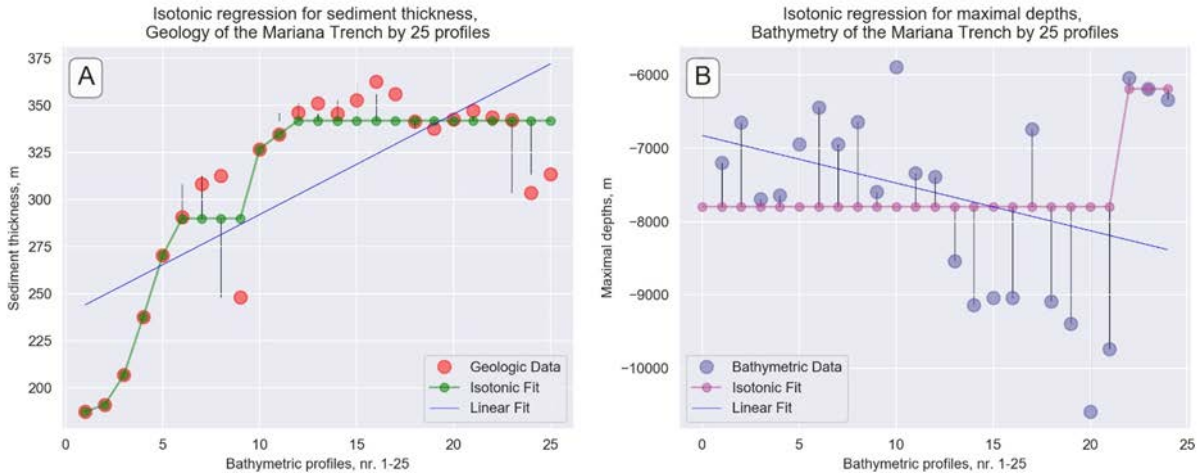 Isotonic regression for sediment thickness,
Geology of the Mariana Trench by 25 profiles
A
375
350
325
300
275
250
225
200
Sediment thickness, m
Geologic Data
Isotonic Fit
Linear Fit
0 5 10 15 20 25
Bathymetric profiles, nr. 1-25
Isotonic regression for maximal depths,
Bathymetry of the Mariana Trench by 25 profiles
B
−6000
−7000
−8000
−9000
−10000
Maximal depths, m
Bathymetric Data
Isotonic Fit
Linear Fit
0 5 10 15 20 25
Bathymetric profiles, nr. 1-25